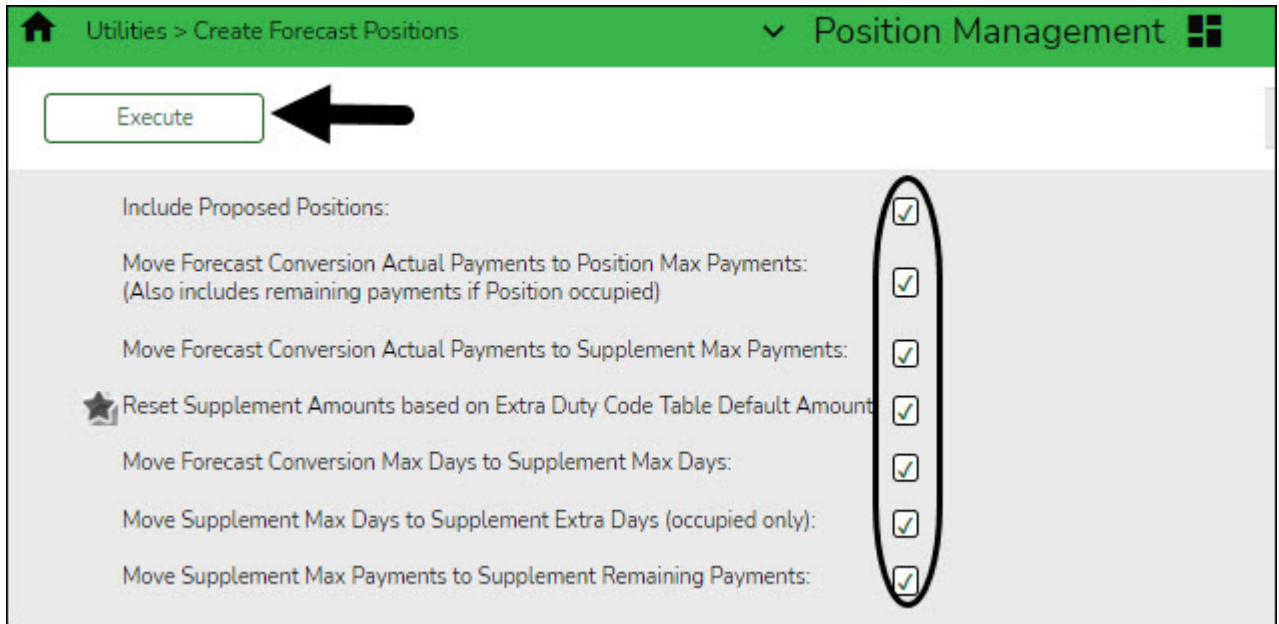 Utilities > Create Forecast Positions
Position Management
Execute
Include Proposed Positions:
Move Forecast Conversion Actual Payments to Position Max Payments:
(Also includes remaining payments if Position occupied)
Move Forecast Conversion Actual Payments to Supplement Max Payments:
Reset Supplement Amounts based on Extra Duty Code Table Default Amount
Move Forecast Conversion Max Days to Supplement Max Days:
Move Supplement Max Days to Supplement Extra Days (occupied only):
Move Supplement Max Payments to Supplement Remaining Payments: